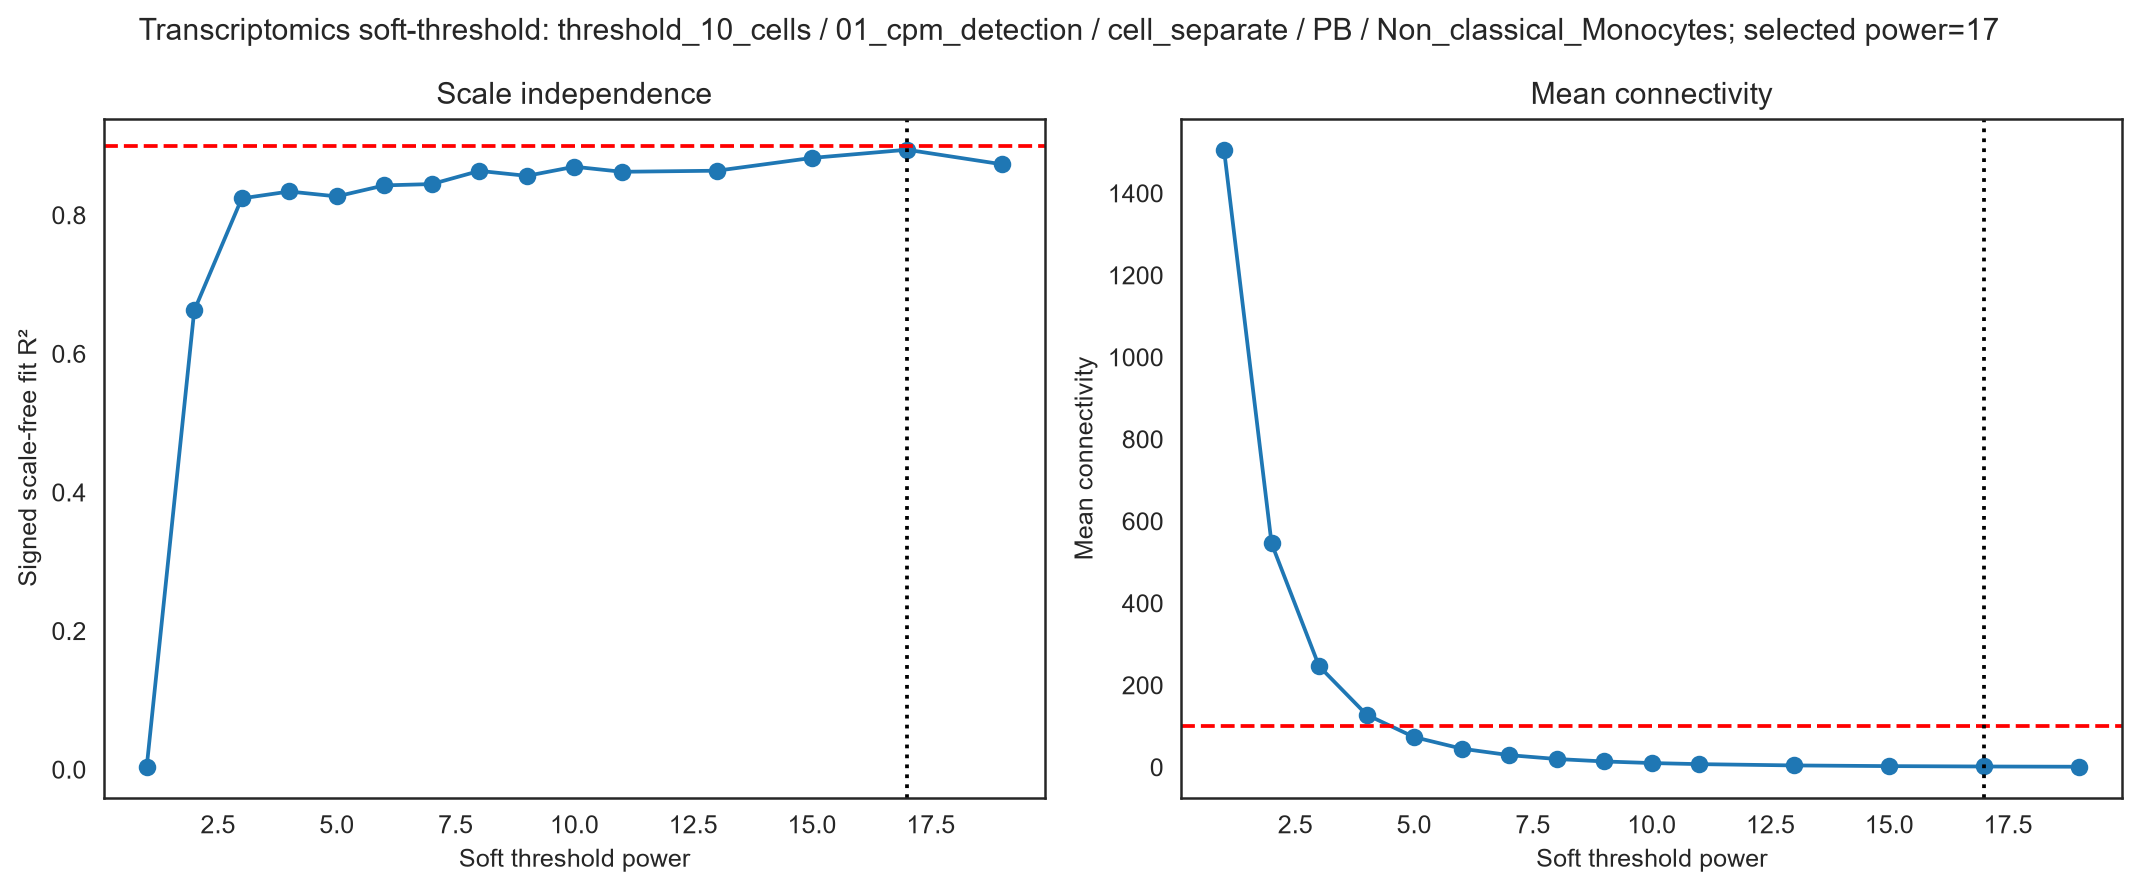 Transcriptomics soft-threshold: threshold_10_cells / 01_cpm_detection / cell_separate / PB / Non_classical_Monocytes; selected power=17
Scale independence
Signed scale-free fit R²
0.8
0.6
0.4
0.2
0.0
2.5 5.0 7.5 10.0 12.5 15.0 17.5
Soft threshold power
Mean connectivity
Mean connectivity
1400
1200
1000
800
600
400
200
0
2.5 5.0 7.5 10.0 12.5 15.0 17.5
Soft threshold power